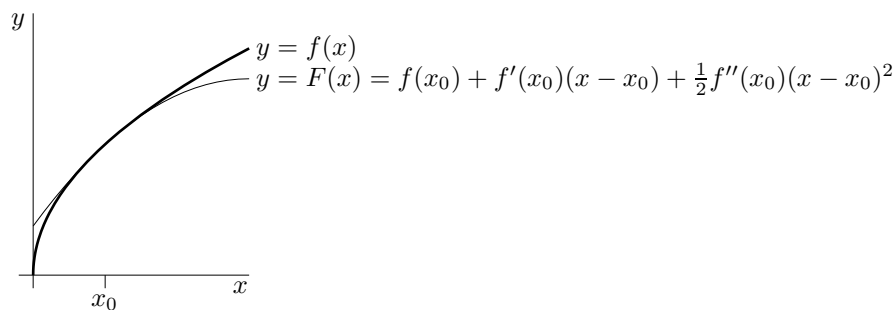 y
y = f(x)
y = F(x) = f(x₀) + f′(x₀)(x − x₀) + ½f″(x₀)(x − x₀)²
x
x₀